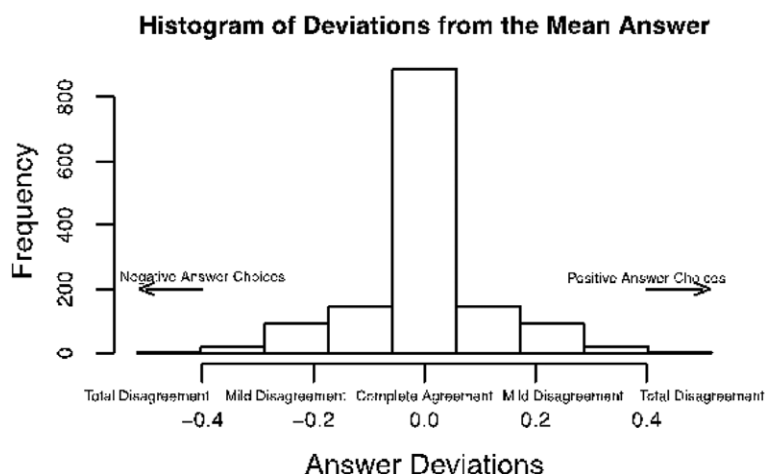 Histogram of Deviations from the Mean Answer
Frequency
800
600
400
200
0
Negative Answer Choices
Positive Answer Choices
Total Disagreement Mild Disagreement Complete Agreement Mild Disagreement Total Disagreement
−0.4 −0.2 0.0 0.2 0.4
Answer Deviations